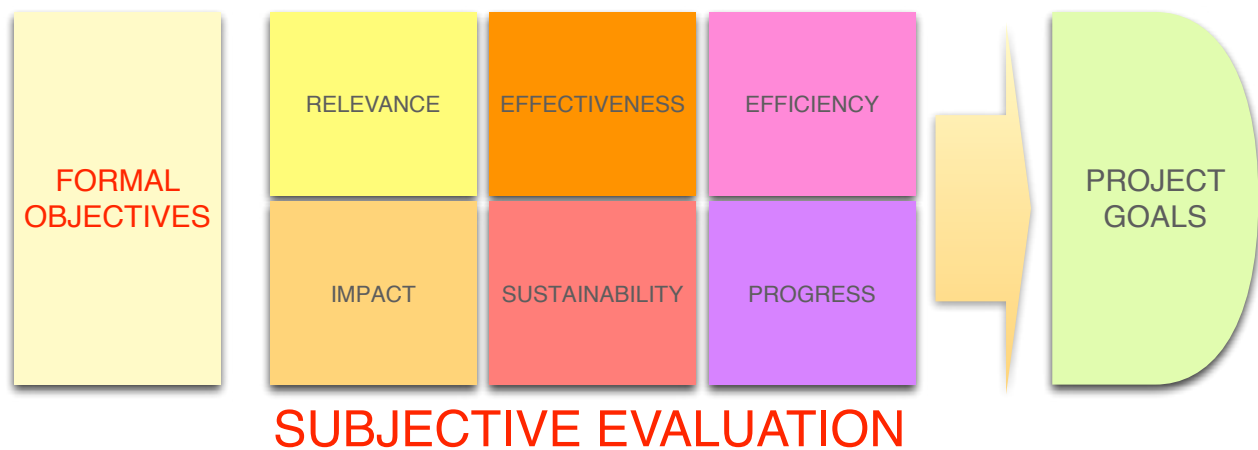 FORMAL
OBJECTIVES
RELEVANCE
EFFECTIVENESS
EFFICIENCY
IMPACT
SUSTAINABILITY
PROGRESS
PROJECT
GOALS
SUBJECTIVE EVALUATION